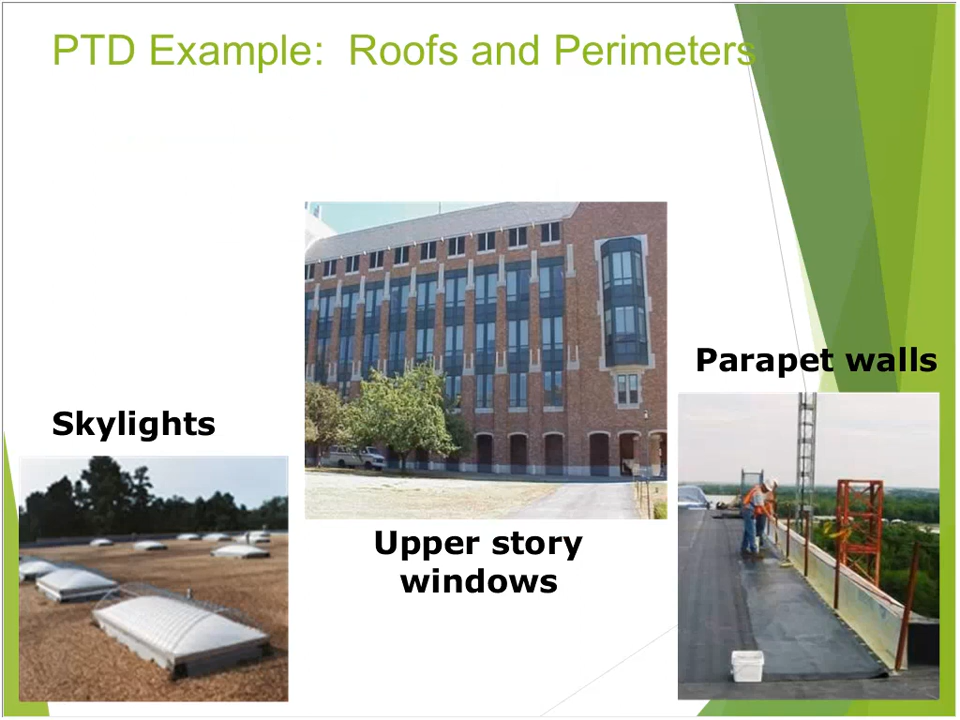 PTD Example: Roofs and Perimeters
Parapet walls
Skylights
Upper story
windows